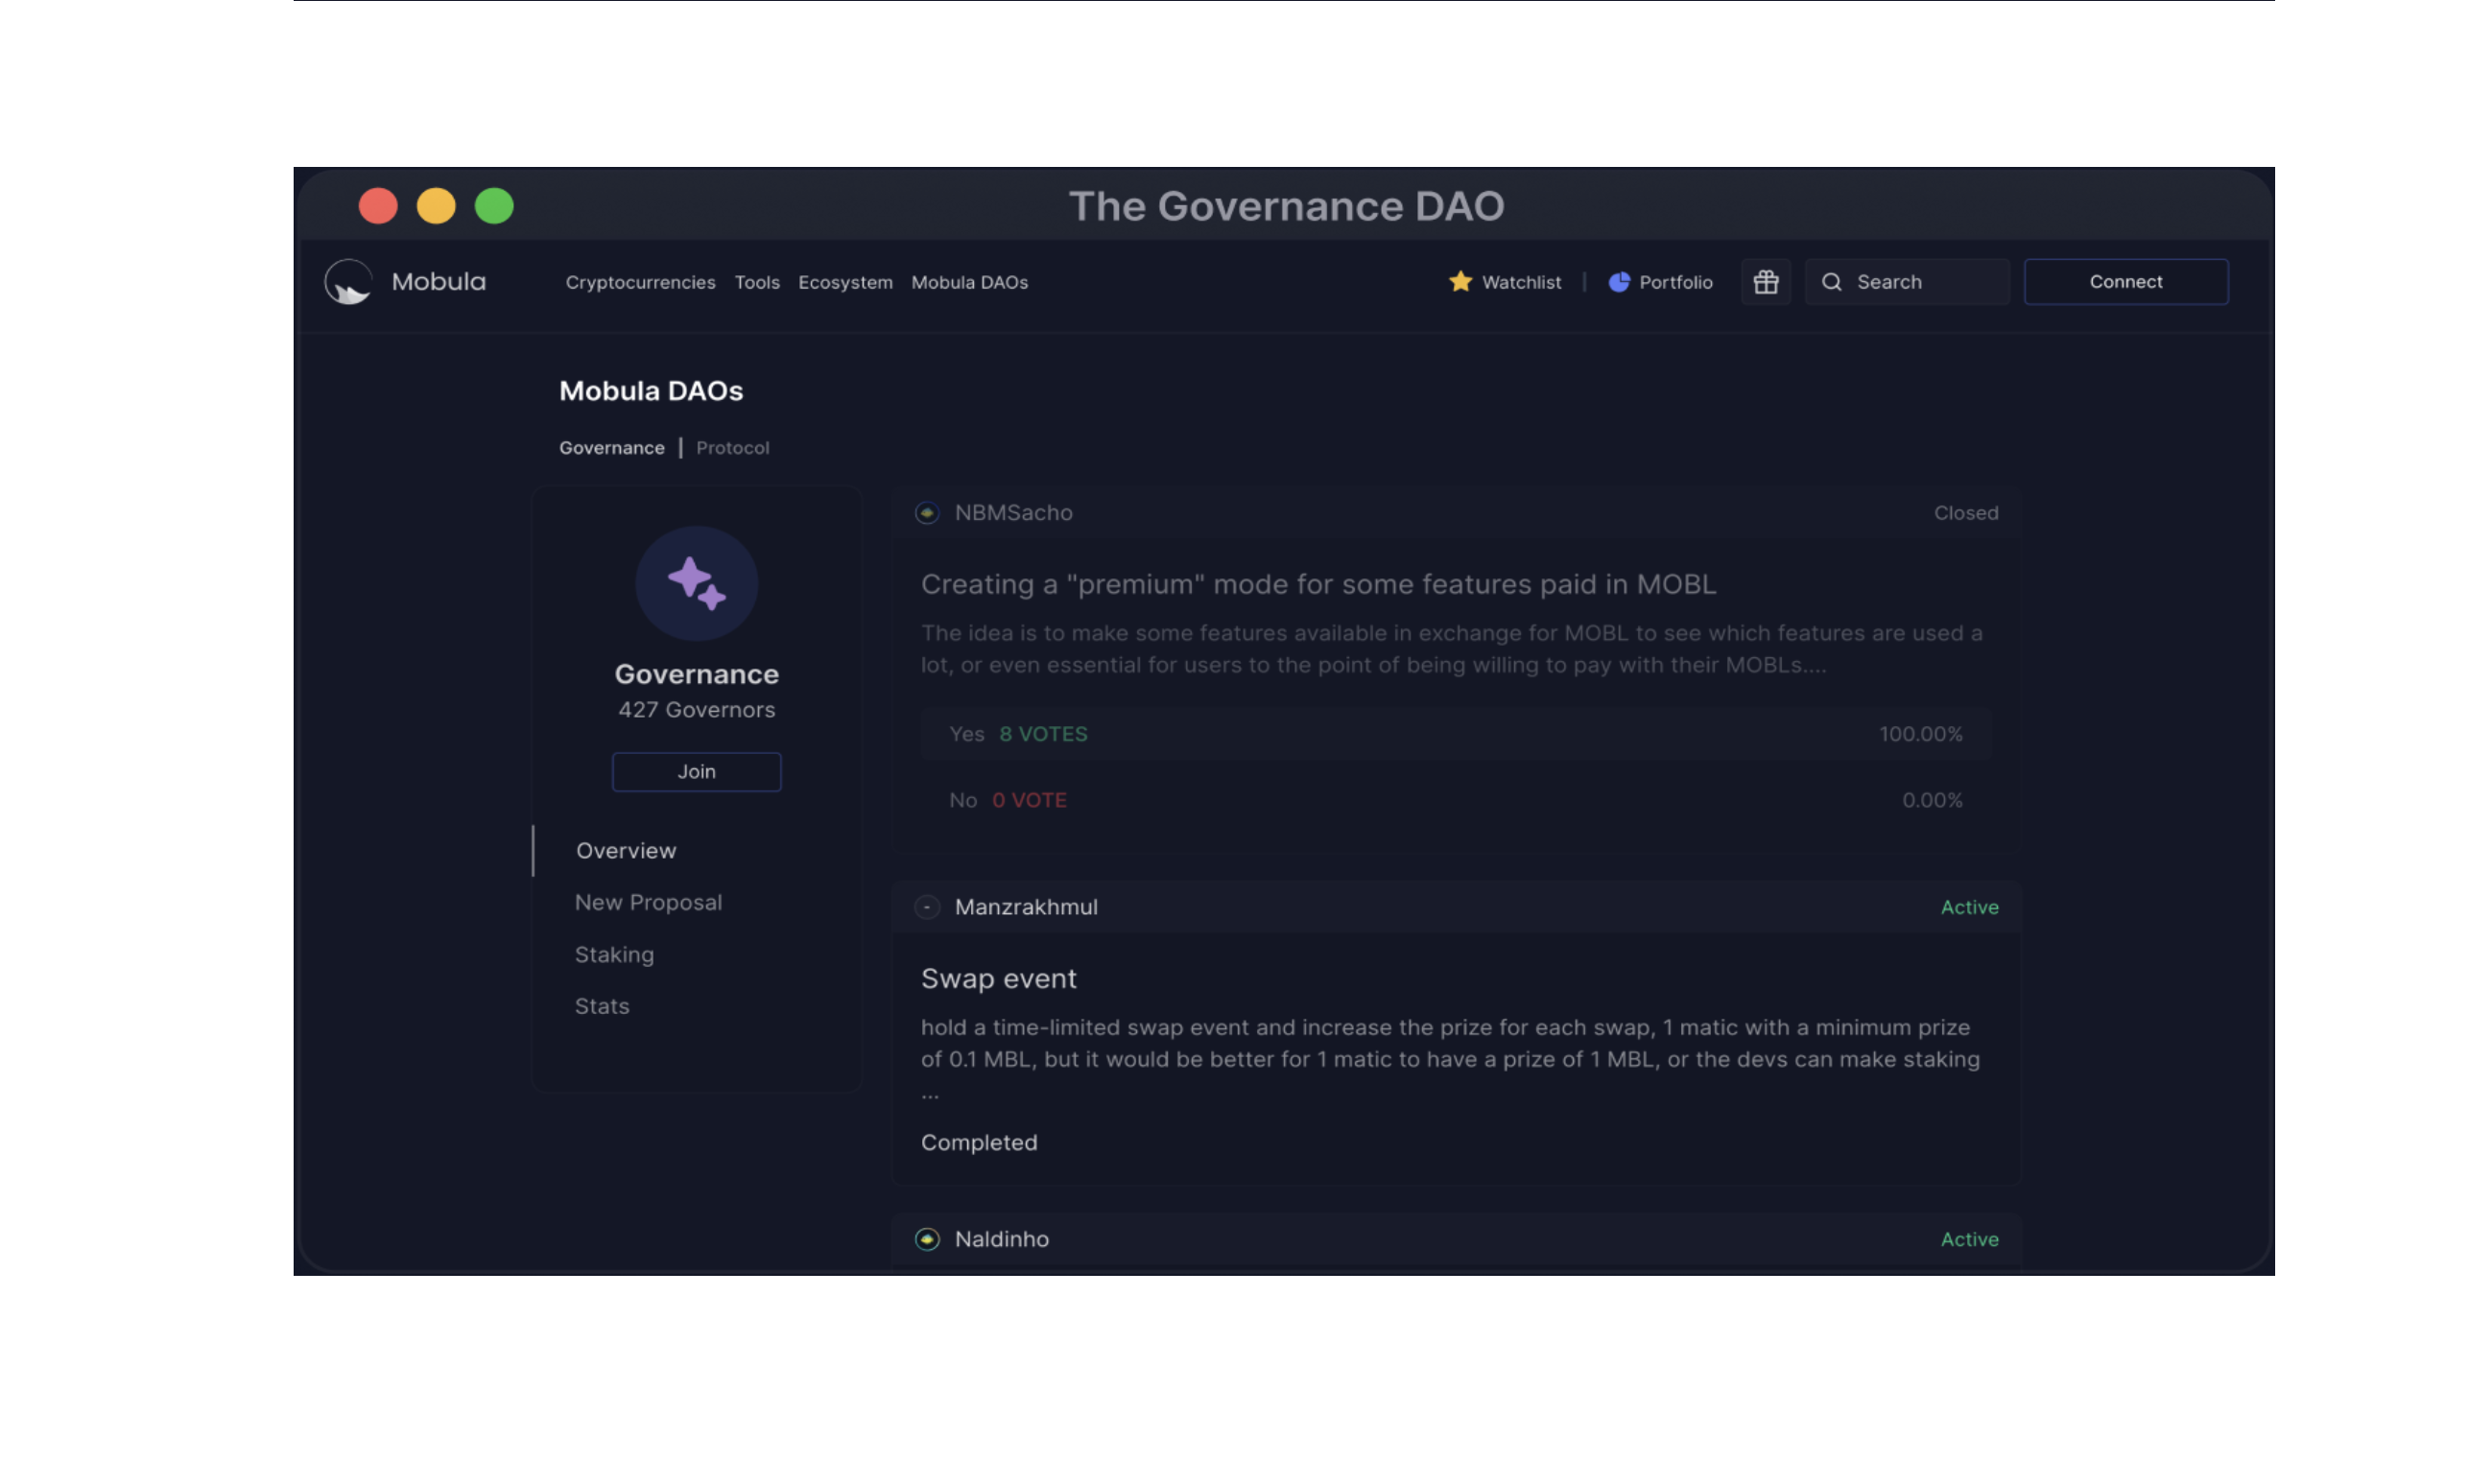 The Governance DAO
Mobula
Cryptocurrencies Tools Ecosystem Mobula DAOs
Watchlist | Portfolio
Search
Connect
Mobula DAOs
Governance | Protocol
Governance
427 Governors
Join
Overview
New Proposal
Staking
Stats
NBMSacho
Closed
Creating a "premium" mode for some features paid in MOBL
The idea is to make some features available in exchange for MOBL to see which features are used a
lot, or even essential for users to the point of being willing to pay with their MOBLs....
Yes 8 VOTES 100.00%
No 0 VOTE 0.00%
- Manzrakhmul
Active
Swap event
hold a time-limited swap event and increase the prize for each swap, 1 matic with a minimum prize
of 0.1 MBL, but it would be better for 1 matic to have a prize of 1 MBL, or the devs can make staking
...
Completed
Naldinho
Active